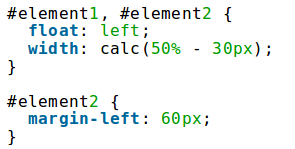 #element1, #element2 {
  float: left;
  width: calc(50% - 30px);
}

#element2 {
  margin-left: 60px;
}